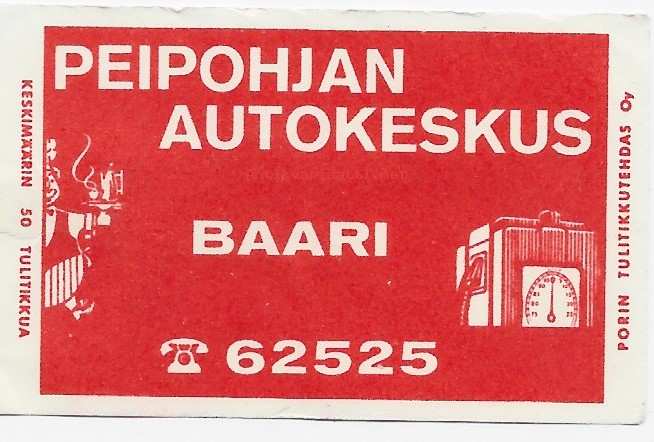 PEIPOHJAN
AUTOKESKUS
BAARI
☎ 62525
KESKIMÄÄRIN 50 TULITIKKUA
PORIN TULITIKKUTEHDAS Oy